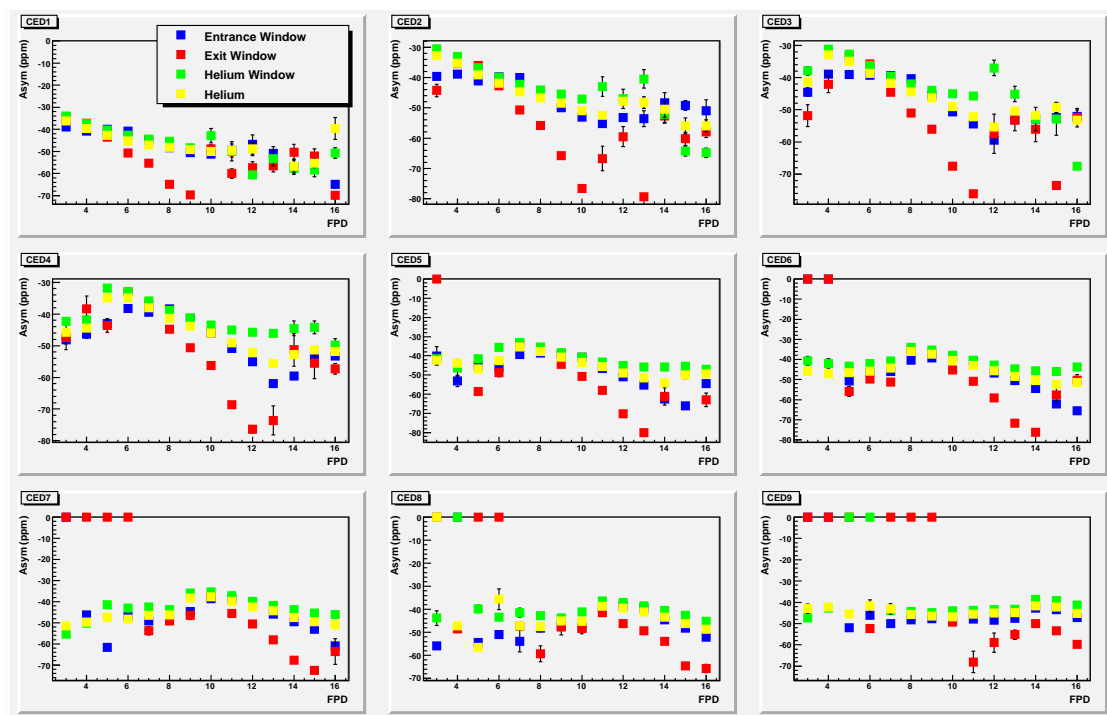 CED1
CED2
CED3
Entrance Window
Exit Window
Helium Window
Helium
Asym (ppm)
0
-10
-20
-30
-40
-50
-60
-70
4 6 8 10 12 14 16
FPD
Asym (ppm)
-30
-40
-50
-60
-70
-80
4 6 8 10 12 14 16
FPD
Asym (ppm)
-30
-40
-50
-60
-70
4 6 8 10 12 14 16
FPD
CED4
CED5
CED6
Asym (ppm)
-30
-40
-50
-60
-70
-80
4 6 8 10 12 14 16
FPD
Asym (ppm)
0
-10
-20
-30
-40
-50
-60
-70
-80
4 6 8 10 12 14 16
FPD
Asym (ppm)
0
-10
-20
-30
-40
-50
-60
-70
-80
4 6 8 10 12 14 16
FPD
CED7
CED8
CED9
Asym (ppm)
0
-10
-20
-30
-40
-50
-60
-70
4 6 8 10 12 14 16
FPD
Asym (ppm)
0
-10
-20
-30
-40
-50
-60
-70
4 6 8 10 12 14 16
FPD
Asym (ppm)
0
-10
-20
-30
-40
-50
-60
-70
4 6 8 10 12 14 16
FPD